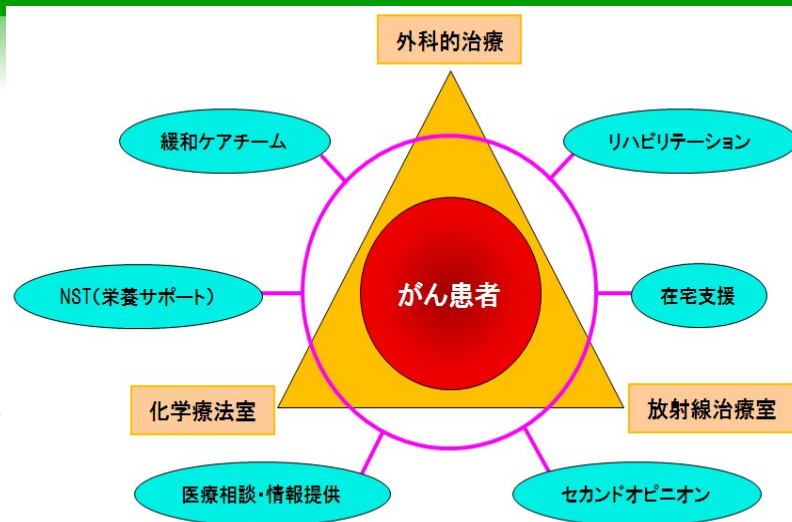 外科的治療
緩和ケアチーム
リハビリテーション
NST(栄養サポート)
がん患者
在宅支援
化学療法室
放射線治療室
医療相談・情報提供
セカンドオピニオン